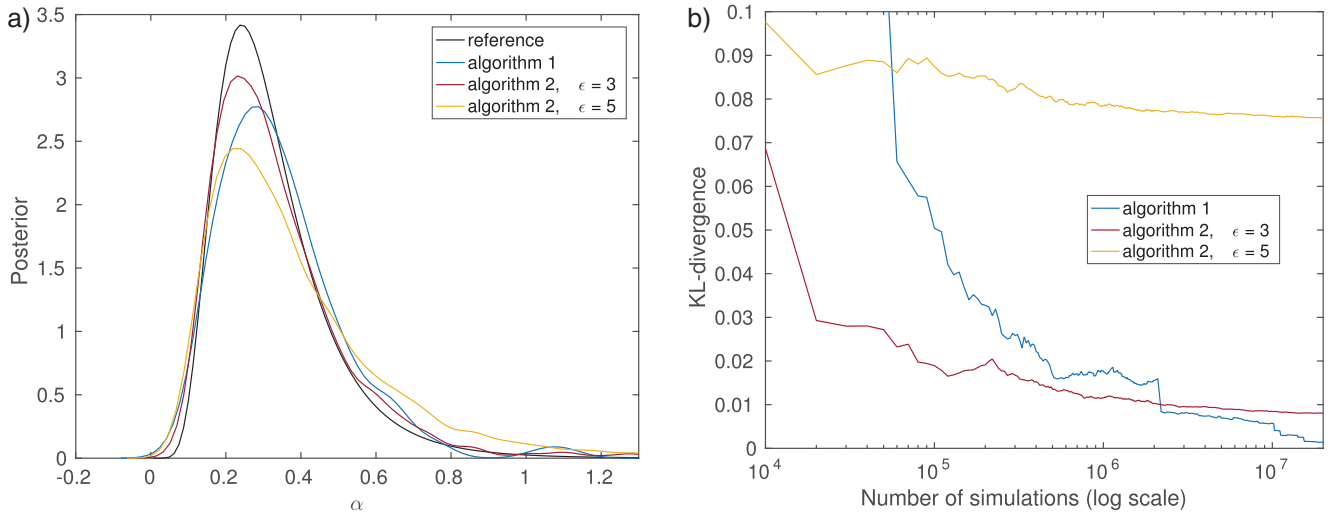 a)
3.5
3
2.5
2
1.5
1
0.5
0
Posterior
-0.2
0
0.2
0.4
0.6
0.8
1
1.2
α
reference
algorithm 1
algorithm 2, ϵ = 3
algorithm 2, ϵ = 5
b)
0.1
0.09
0.08
0.07
0.06
0.05
0.04
0.03
0.02
0.01
0
KL-divergence
10^4
10^5
10^6
10^7
Number of simulations (log scale)
algorithm 1
algorithm 2, ϵ = 3
algorithm 2, ϵ = 5